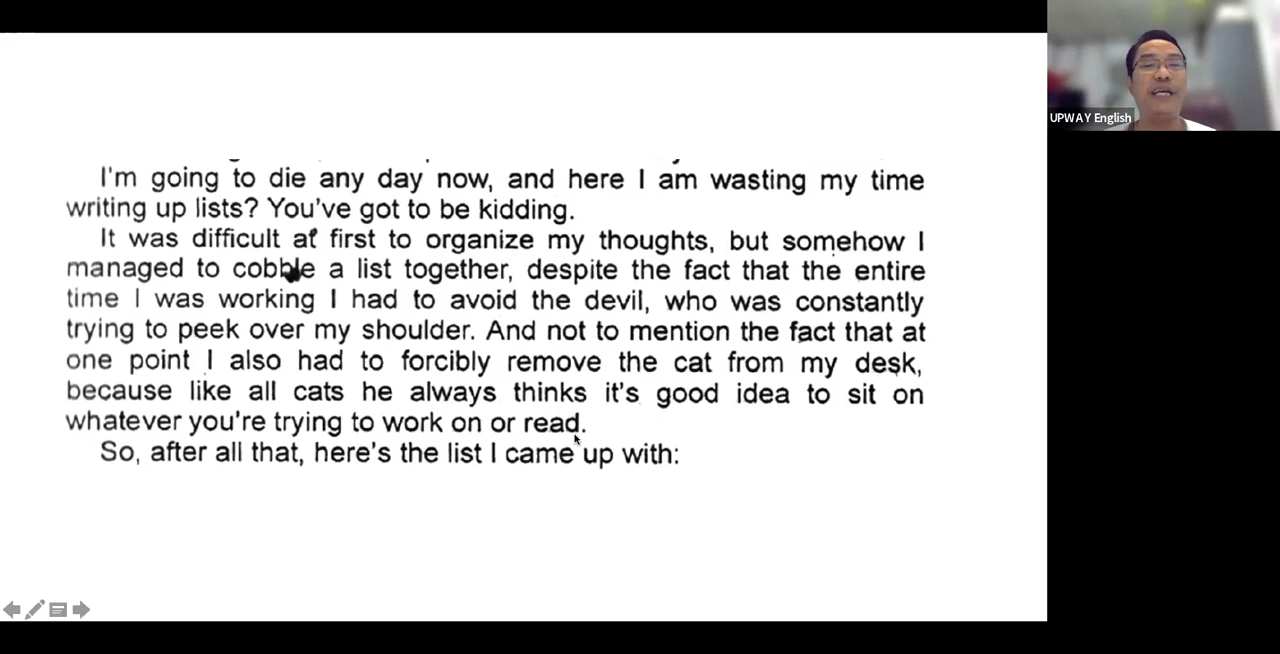 I'm going to die any day now, and here I am wasting my time
writing up lists? You've got to be kidding.
It was difficult at first to organize my thoughts, but somehow I
managed to cobble a list together, despite the fact that the entire
time I was working I had to avoid the devil, who was constantly
trying to peek over my shoulder. And not to mention the fact that at
one point I also had to forcibly remove the cat from my desk,
because like all cats he always thinks it's good idea to sit on
whatever you're trying to work on or read.
So, after all that, here's the list I came up with:
UPWAY English